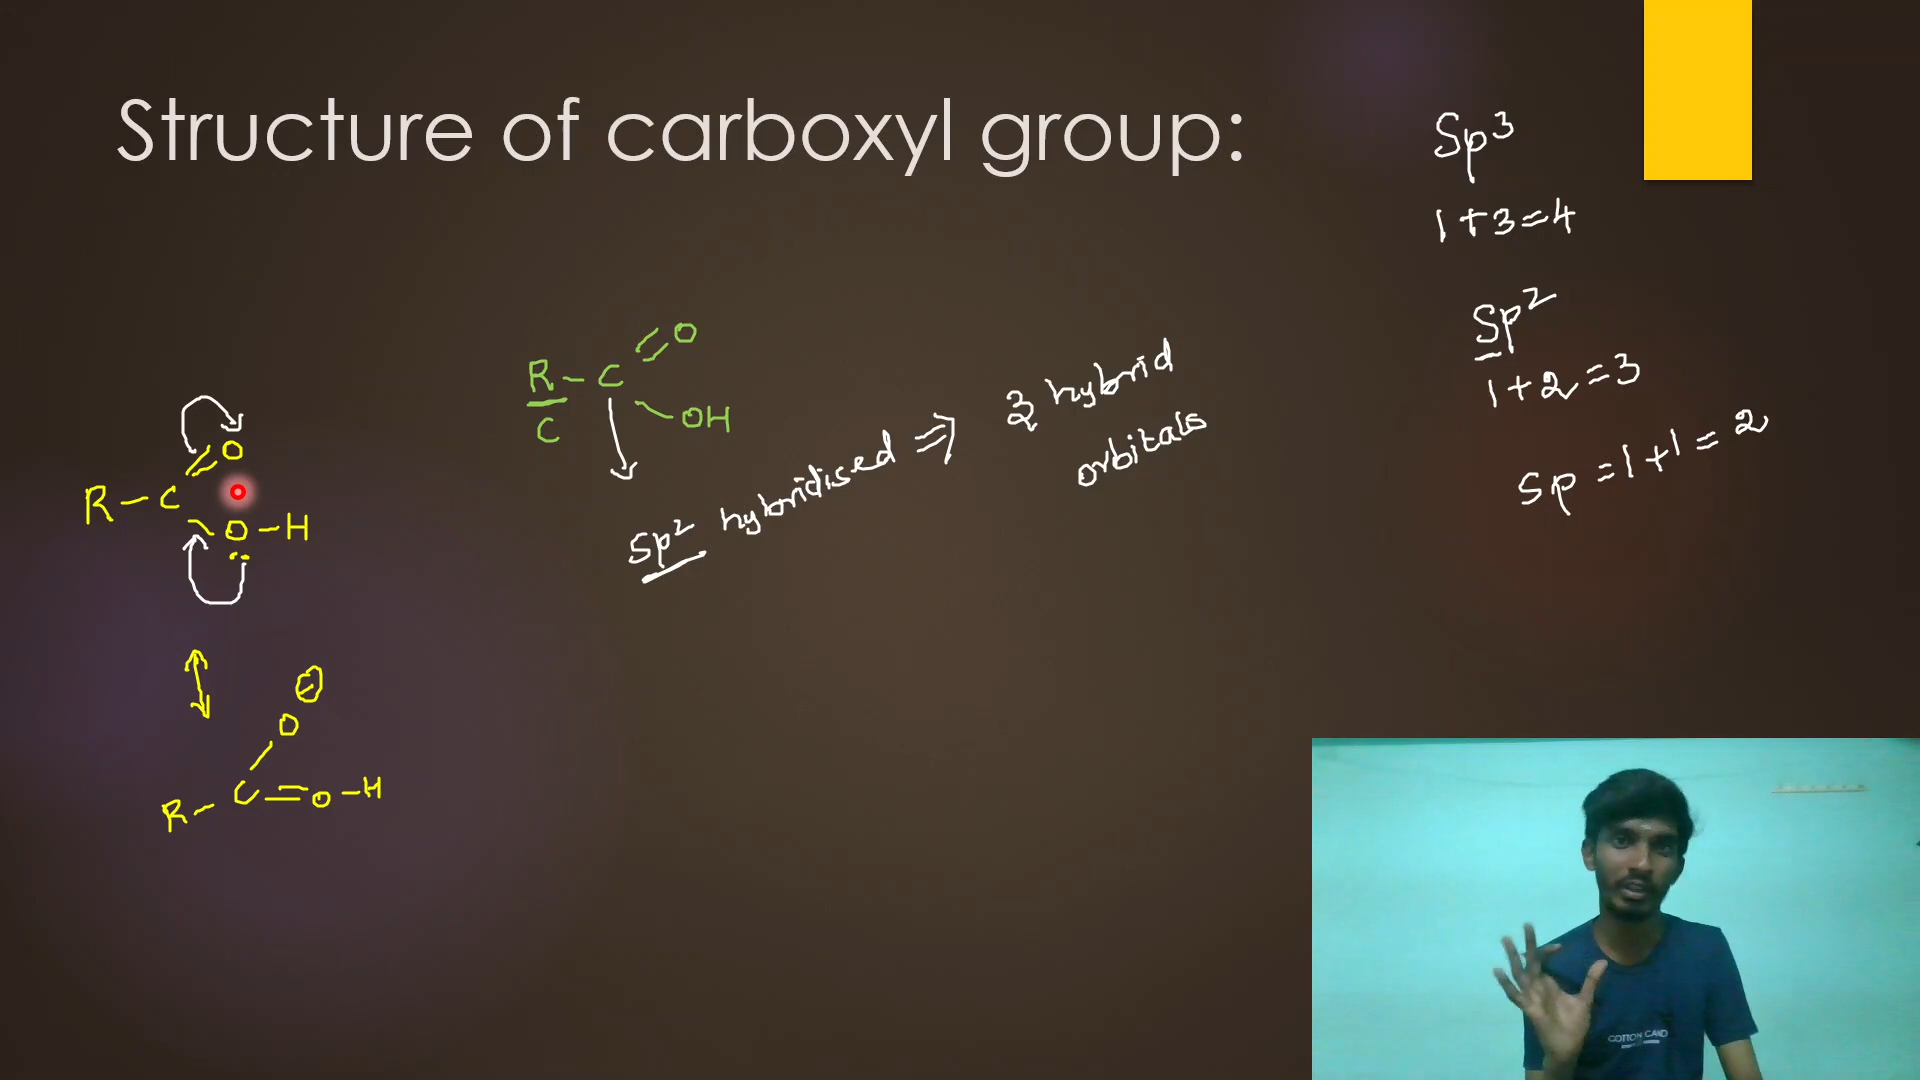 Structure of carboxyl group:
Sp³
1+3=4
Sp²
1+2=3
Sp = 1+1 = 2
R-C=O
OH
C
Sp² hybridised ⇒ 3 hybrid
orbitals
R-C=O
O-H
⊖
O
R-C=O-H
COTTON CAND